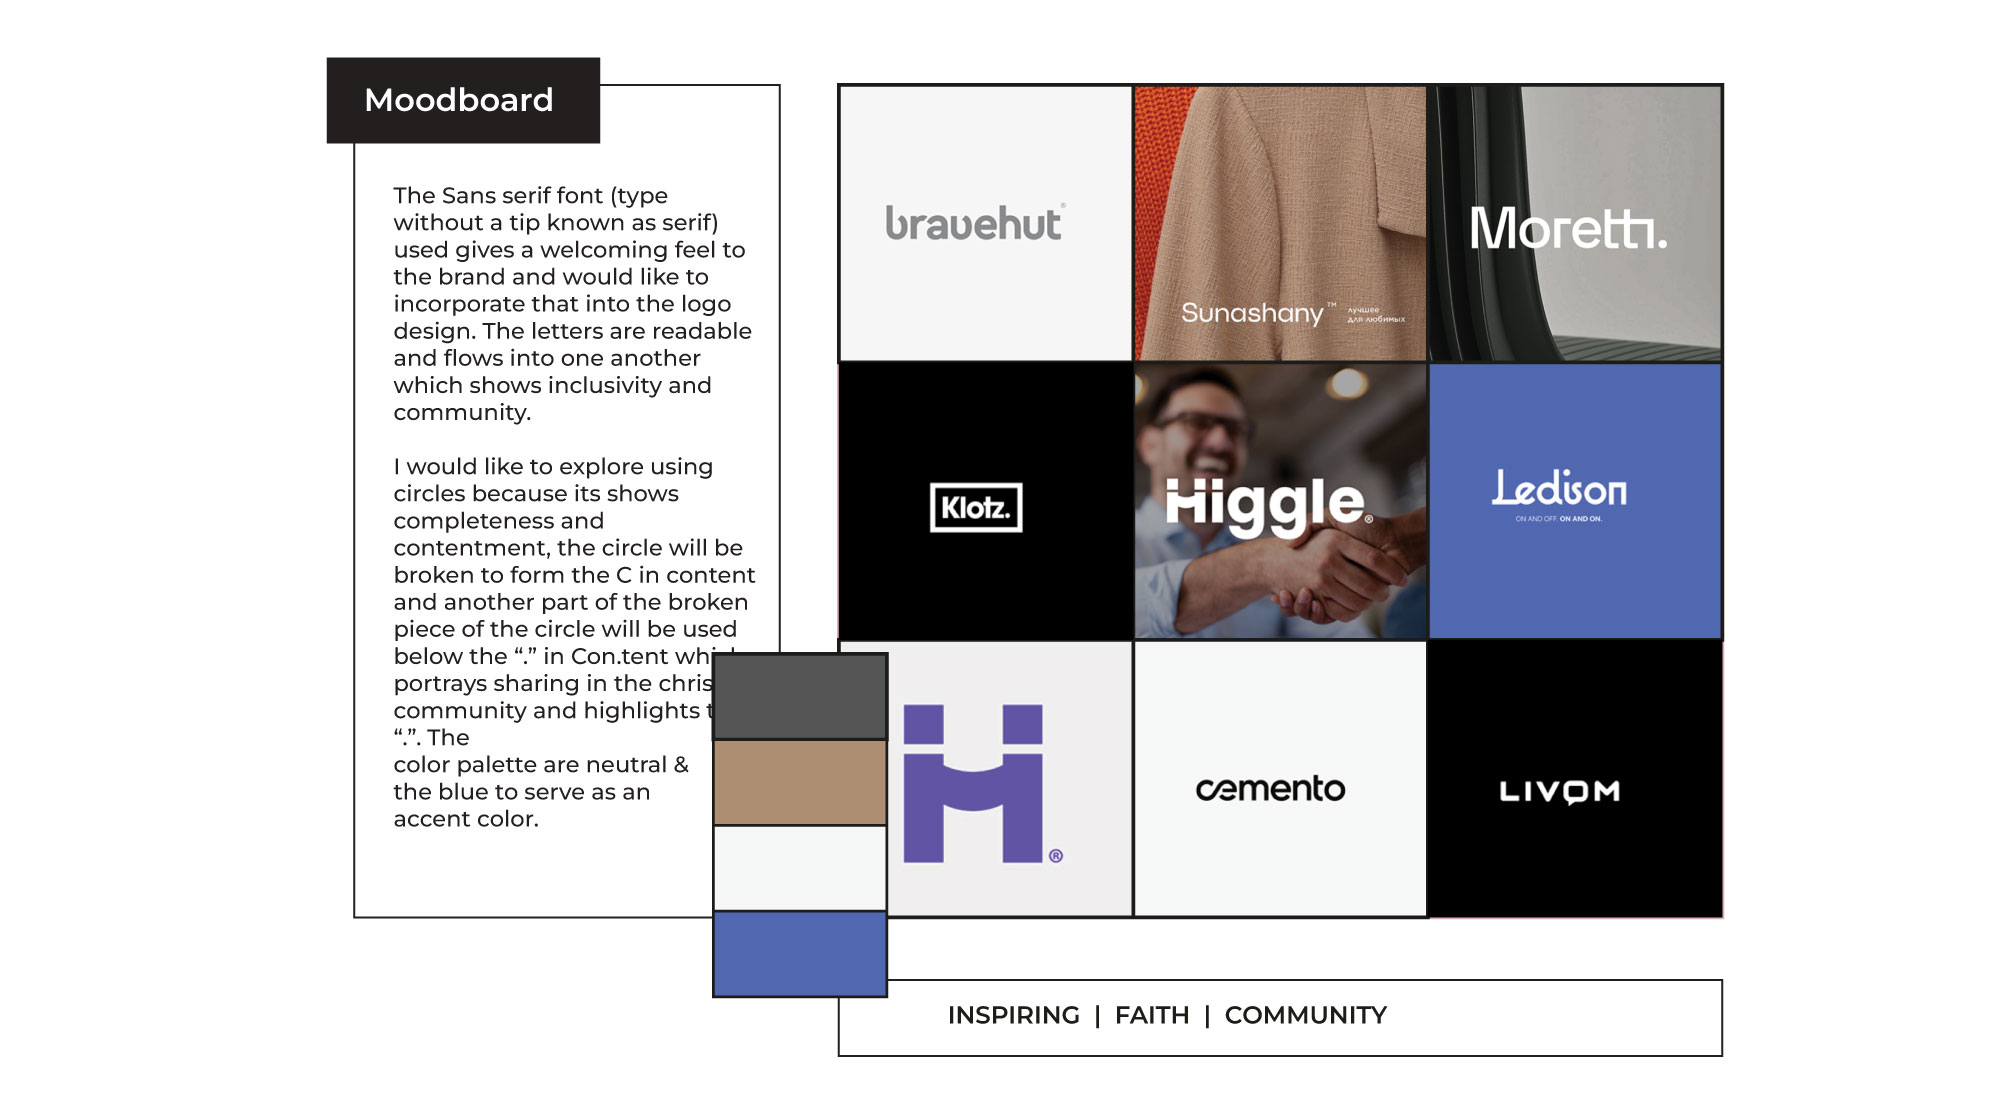 Moodboard
The Sans serif font (type
without a tip known as serif)
used gives a welcoming feel to
the brand and would like to
incorporate that into the logo
design. The letters are readable
and flows into one another
which shows inclusivity and
community.
I would like to explore using
circles because its shows
completeness and
contentment, the circle will be
broken to form the C in content
and another part of the broken
piece of the circle will be used
below the “.” in Con.tent
portrays sharing in the
community and highlights
“.”. The
color palette are neutral &
the blue to serve as an
accent color.
bravehut®
Sunashany™
лучшее
для любимых
Moretti.
Klotz.
Higgle®
Ledison
ON AND OFF. ON AND ON.
H®
cemento
LIVOM
INSPIRING | FAITH | COMMUNITY